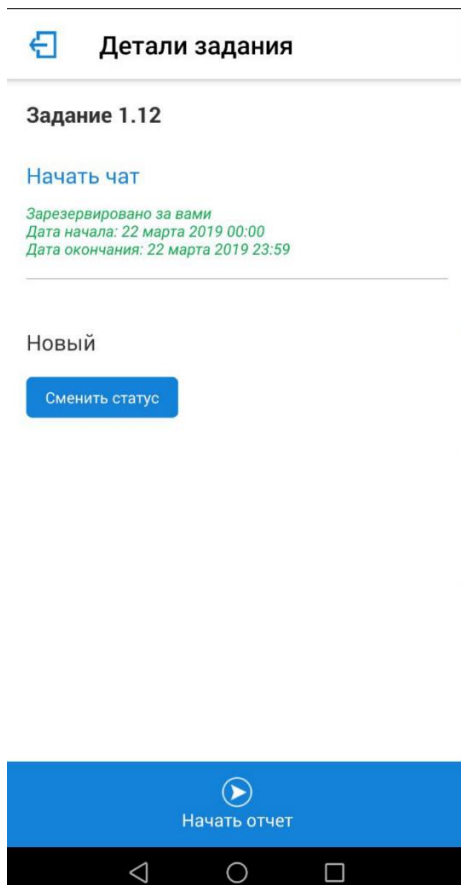 Детали задания
Задание 1.12
Начать чат
Зарезервировано за вами
Дата начала: 22 марта 2019 00:00
Дата окончания: 22 марта 2019 23:59
Новый
Сменить статус
Начать отчет